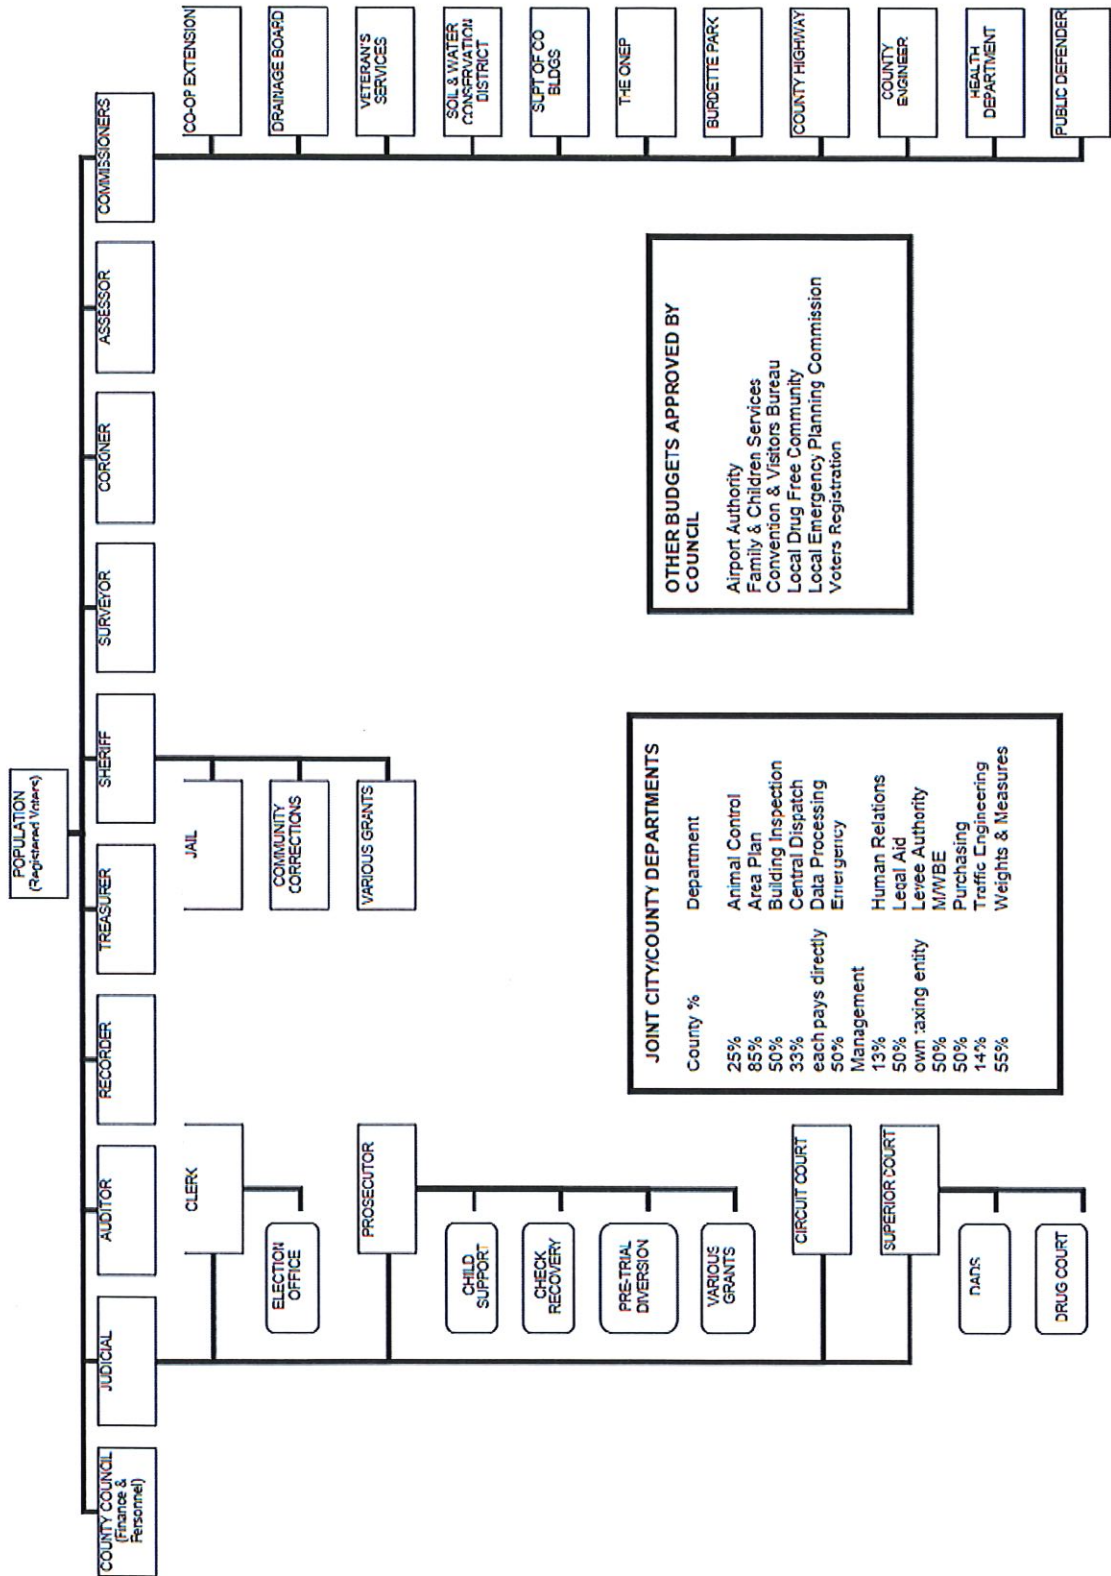 POPULATION
(Registered Voters)
COUNTY COUNCIL
(Finance &
Personnel)
JUDICIAL
AUDITOR
RECORDER
TREASURER
SHERIFF
SURVEYOR
CORONER
ASSESSOR
COMMISSIONERS
CLERK
ELECTION
OFFICE
PROSECUTOR
CHILD
SUPPORT
CHECK
RECOVERY
PRE-TRIAL
DIVERSION
VARIOUS
GRANTS
CIRCUIT COURT
SUPERIOR COURT
DADS
DRUG COURT
JAIL
COMMUNITY
CORRECTIONS
VARIOUS GRANTS
CO-OP EXTENSION
DRAINAGE BOARD
VETERAN'S
SERVICES
SOIL & WATER
CONSERVATION
DISTRICT
SUPT OF CO
BLDGS
THE
BURDETTE PARK
COUNTY HIGHWAY
COUNTY
ENGINEER
HEALTH
DEPARTMENT
PUBLIC DEFENDER
JOINT CITY/COUNTY DEPARTMENTS
County % Department
25% Animal Control
85% Area Plan
50% Building Inspection
33% Central Dispatch
each pays directly Data Processing
50% Emergency
Management
13% Human Relations
50% Legal Aid
own taxing entity Levee Authority
50% M/WBE
50% Purchasing
14% Traffic Engineering
55% Weights & Measures
OTHER BUDGETS APPROVED BY
COUNCIL
Airport Authority
Family & Children Services
Convention & Visitors Bureau
Local Drug Free Community
Local Emergency Planning Commission
Voters Registration